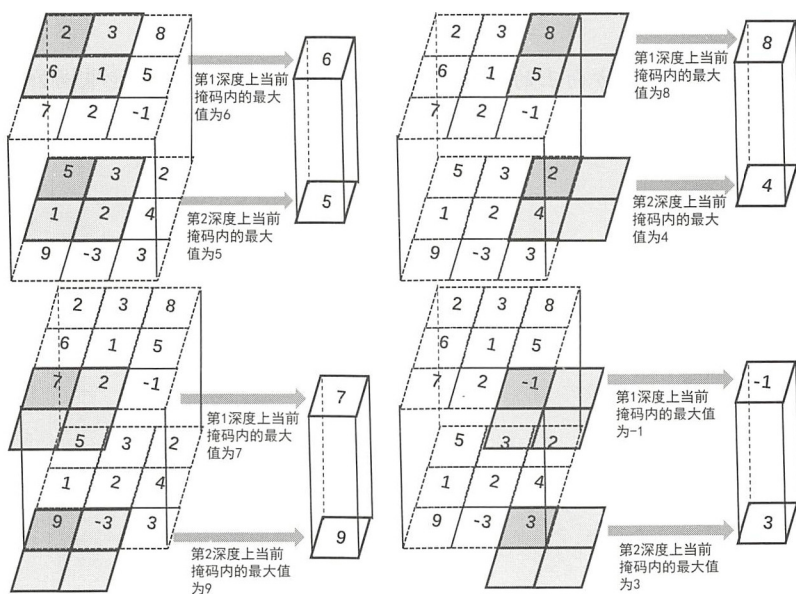 2 3 8
6 1 5
7 2 -1
第1深度上当前
掩码内的最大
值为6
6
5 3 2
1 2 4
9 -3 3
第2深度上当前
掩码内的最大
值为5
5
2 3 8
6 1 5
7 2 -1
第1深度上当前
掩码内的最大
值为8
8
5 3 2
1 2 4
9 -3 3
第2深度上当前
掩码内的最大
值为4
4
2 3 8
6 1 5
7 2 -1
第1深度上当前
掩码内的最大
值为7
7
5 3 2
1 2 4
9 -3 3
第2深度上当前
掩码内的最大值
为9
9
2 3 8
6 1 5
7 2 -1
第1深度上当前
掩码内的最大值
为-1
-1
5 3 2
1 2 4
9 -3 3
第2深度上当前
掩码内的最大值
为3
3